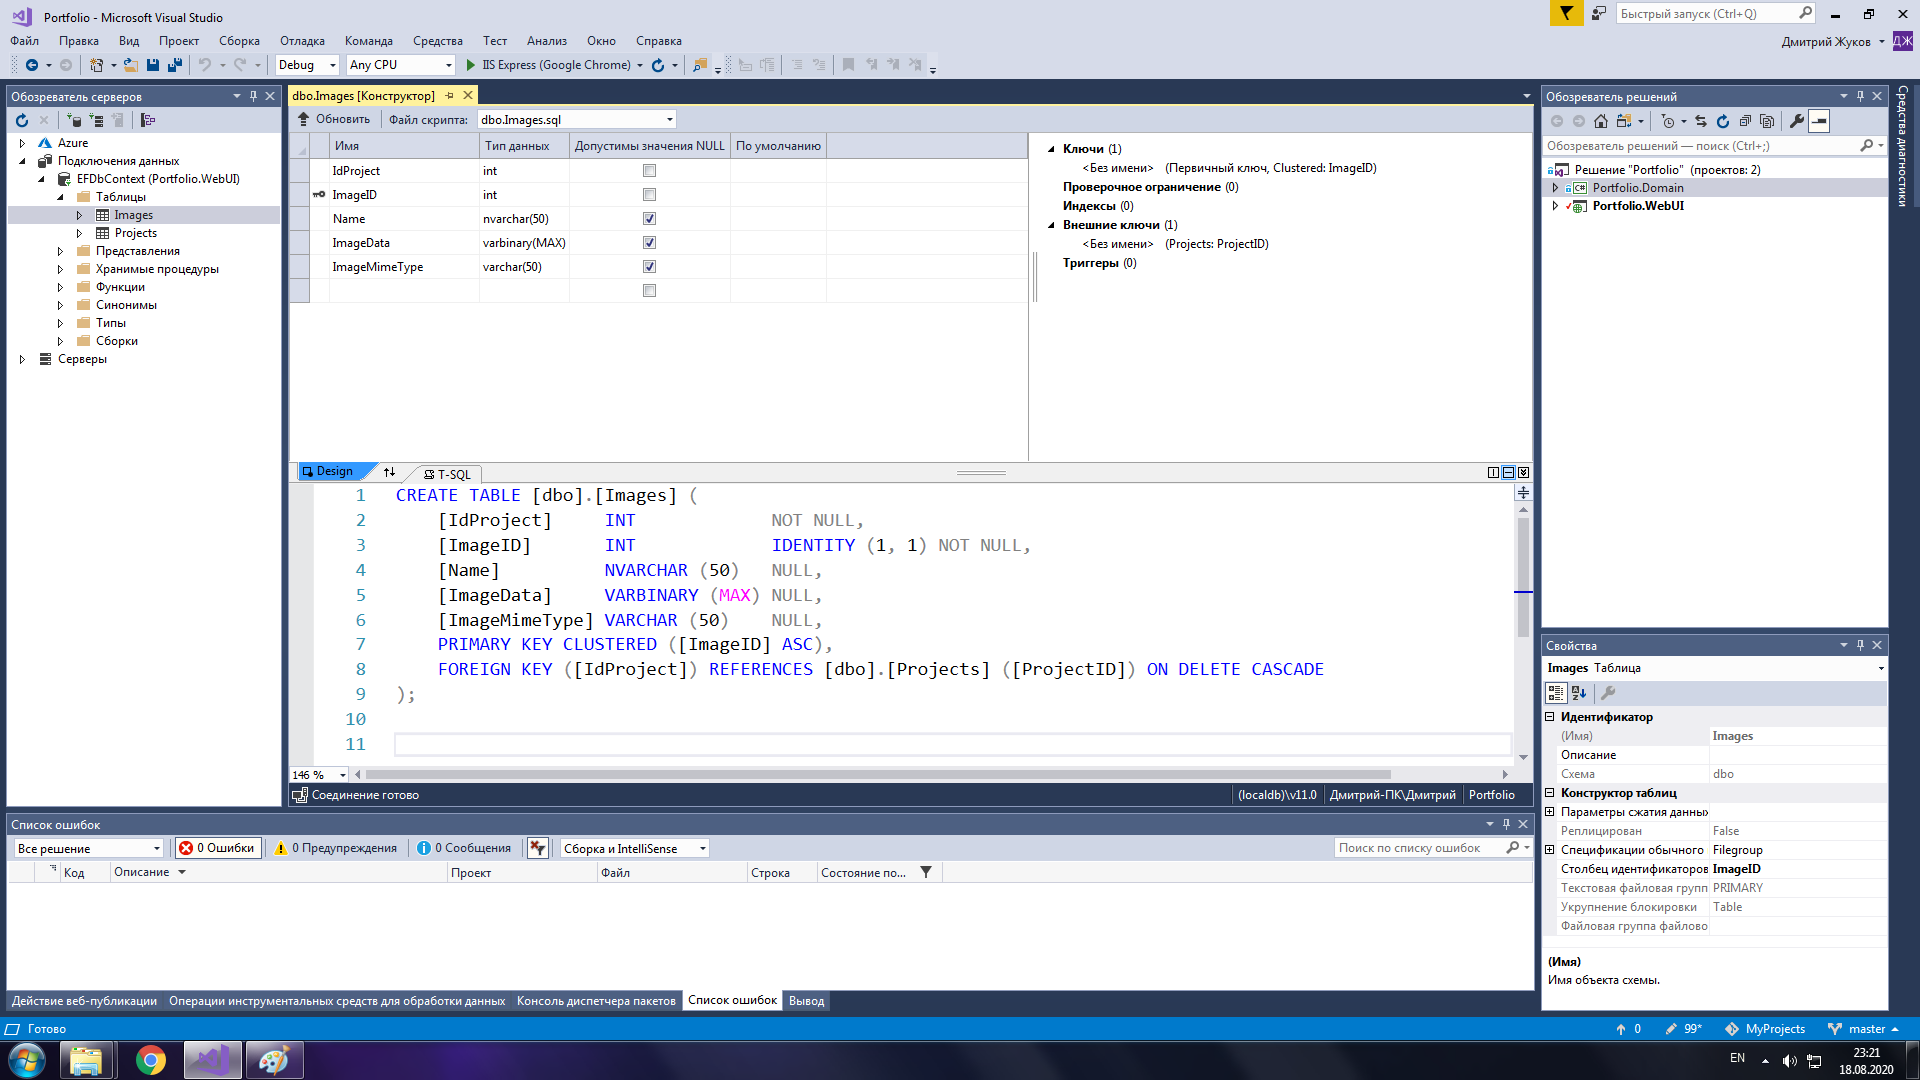 Portfolio - Microsoft Visual Studio
Быстрый запуск (Ctrl+Q)
Файл Правка Вид Проект Сборка Отладка Команда Средства Тест Анализ Окно Справка
Дмитрий Жуков ДЖ
Debug Any CPU IIS Express (Google Chrome)
Обозреватель серверов
Azure
Подключения данных
EFDbContext (Portfolio.WebUI)
Таблицы
Images
Projects
Представления
Хранимые процедуры
Функции
Синонимы
Типы
Сборки
Серверы
dbo.Images [Конструктор]
Обновить Файл скрипта: dbo.Images.sql
Имя Тип данных Допустимы значения NULL По умолчанию
IdProject int
ImageID int
Name nvarchar(50)
ImageData varbinary(MAX)
ImageMimeType varchar(50)
Ключи (1)
<Без имени> (Первичный ключ, Clustered: ImageID)
Проверочное ограничение (0)
Индексы (0)
Внешние ключи (1)
<Без имени> (Projects: ProjectID)
Триггеры (0)
Design T-SQL
1 CREATE TABLE [dbo].[Images] (
2 [IdProject] INT NOT NULL,
3 [ImageID] INT IDENTITY (1, 1) NOT NULL,
4 [Name] NVARCHAR (50) NULL,
5 [ImageData] VARBINARY (MAX) NULL,
6 [ImageMimeType] VARCHAR (50) NULL,
7 PRIMARY KEY CLUSTERED ([ImageID] ASC),
8 FOREIGN KEY ([IdProject]) REFERENCES [dbo].[Projects] ([ProjectID]) ON DELETE CASCADE
9 );
10
11
146 %
Соединение готово (localdb)\v11.0 Дмитрий-ПК\Дмитрий Portfolio
Обозреватель решений
Обозреватель решений — поиск (Ctrl+;)
Решение "Portfolio" (проектов: 2)
C# Portfolio.Domain
Portfolio.WebUI
Средства диагностики
Свойства
Images Таблица
Идентификатор
(Имя) Images
Описание
Схема dbo
Конструктор таблиц
Параметры сжатия данных
Реплицирован False
Спецификации обычного Filegroup
Столбец идентификаторов ImageID
Текстовая файловая групп PRIMARY
Укрупнение блокировки Table
Файловая группа файлово
(Имя)
Имя объекта схемы.
Список ошибок
Все решение 0 Ошибки 0 Предупреждения 0 Сообщения Сборка и IntelliSense Поиск по списку ошибок
Код Описание Проект Файл Строка Состояние по...
Действие веб-публикации Операции инструментальных средств для обработки данных Консоль диспетчера пакетов Список ошибок Вывод
Готово 0 99* MyProjects master
EN 23:21
18.08.2020